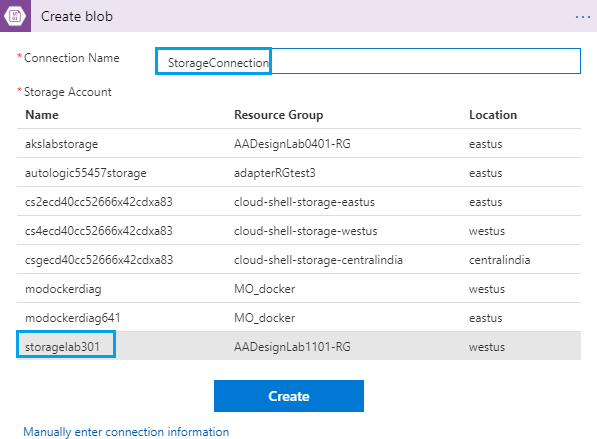 Create blob ...
* Connection Name StorageConnection
* Storage Account
Name Resource Group Location
akslabstorage AADesignLab0401-RG eastus
autologic55457storage adapterRGtest3 eastus
cs2ecd40cc52666x42cdxa83 cloud-shell-storage-eastus eastus
cs4ecd40cc52666x42cdxa83 cloud-shell-storage-westus westus
csgecd40cc52666x42cdxa83 cloud-shell-storage-centralindia centralindia
modockerdiag MO_docker westus
modockerdiag641 MO_docker eastus
storagelab301 AADesignLab1101-RG westus
Create
Manually enter connection information